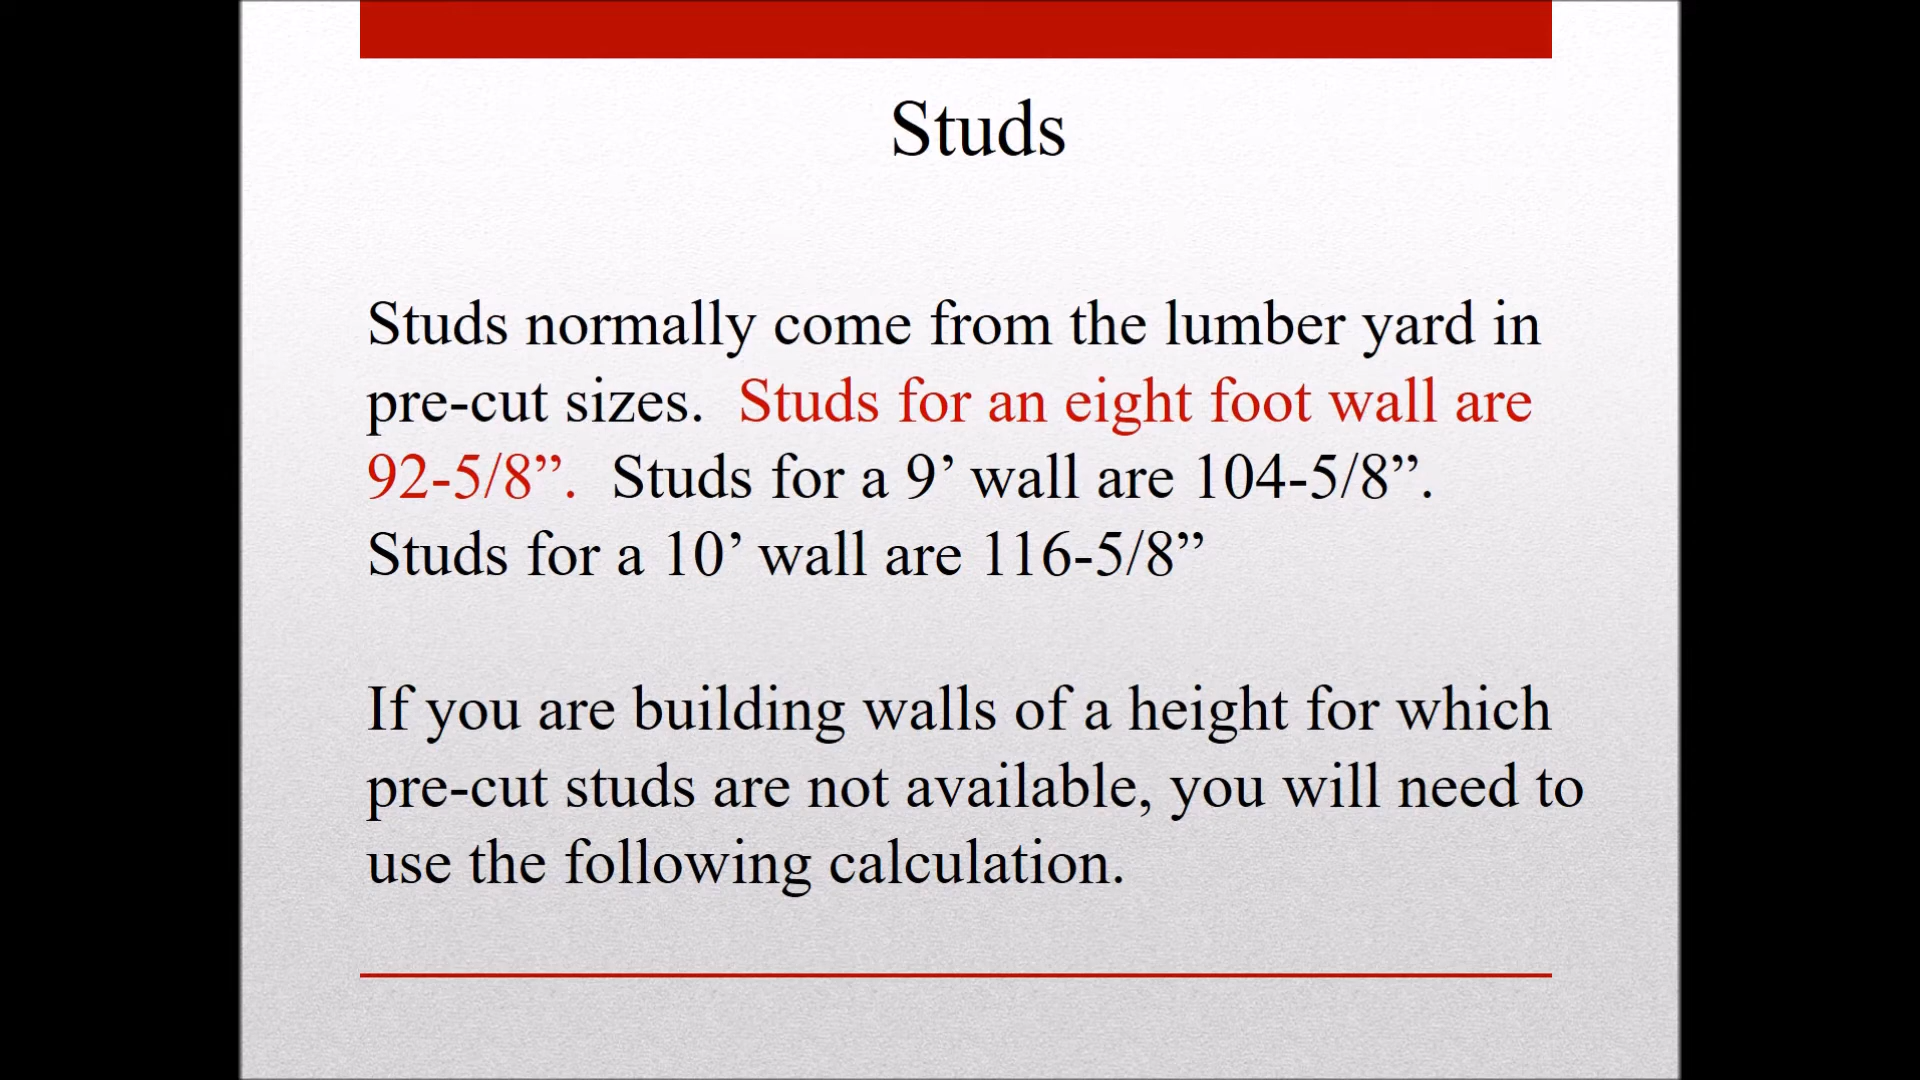 Studs
Studs normally come from the lumber yard in
pre-cut sizes.  Studs for an eight foot wall are
92-5/8”.  Studs for a 9’ wall are 104-5/8”.
Studs for a 10’ wall are 116-5/8”
If you are building walls of a height for which
pre-cut studs are not available, you will need to
use the following calculation.